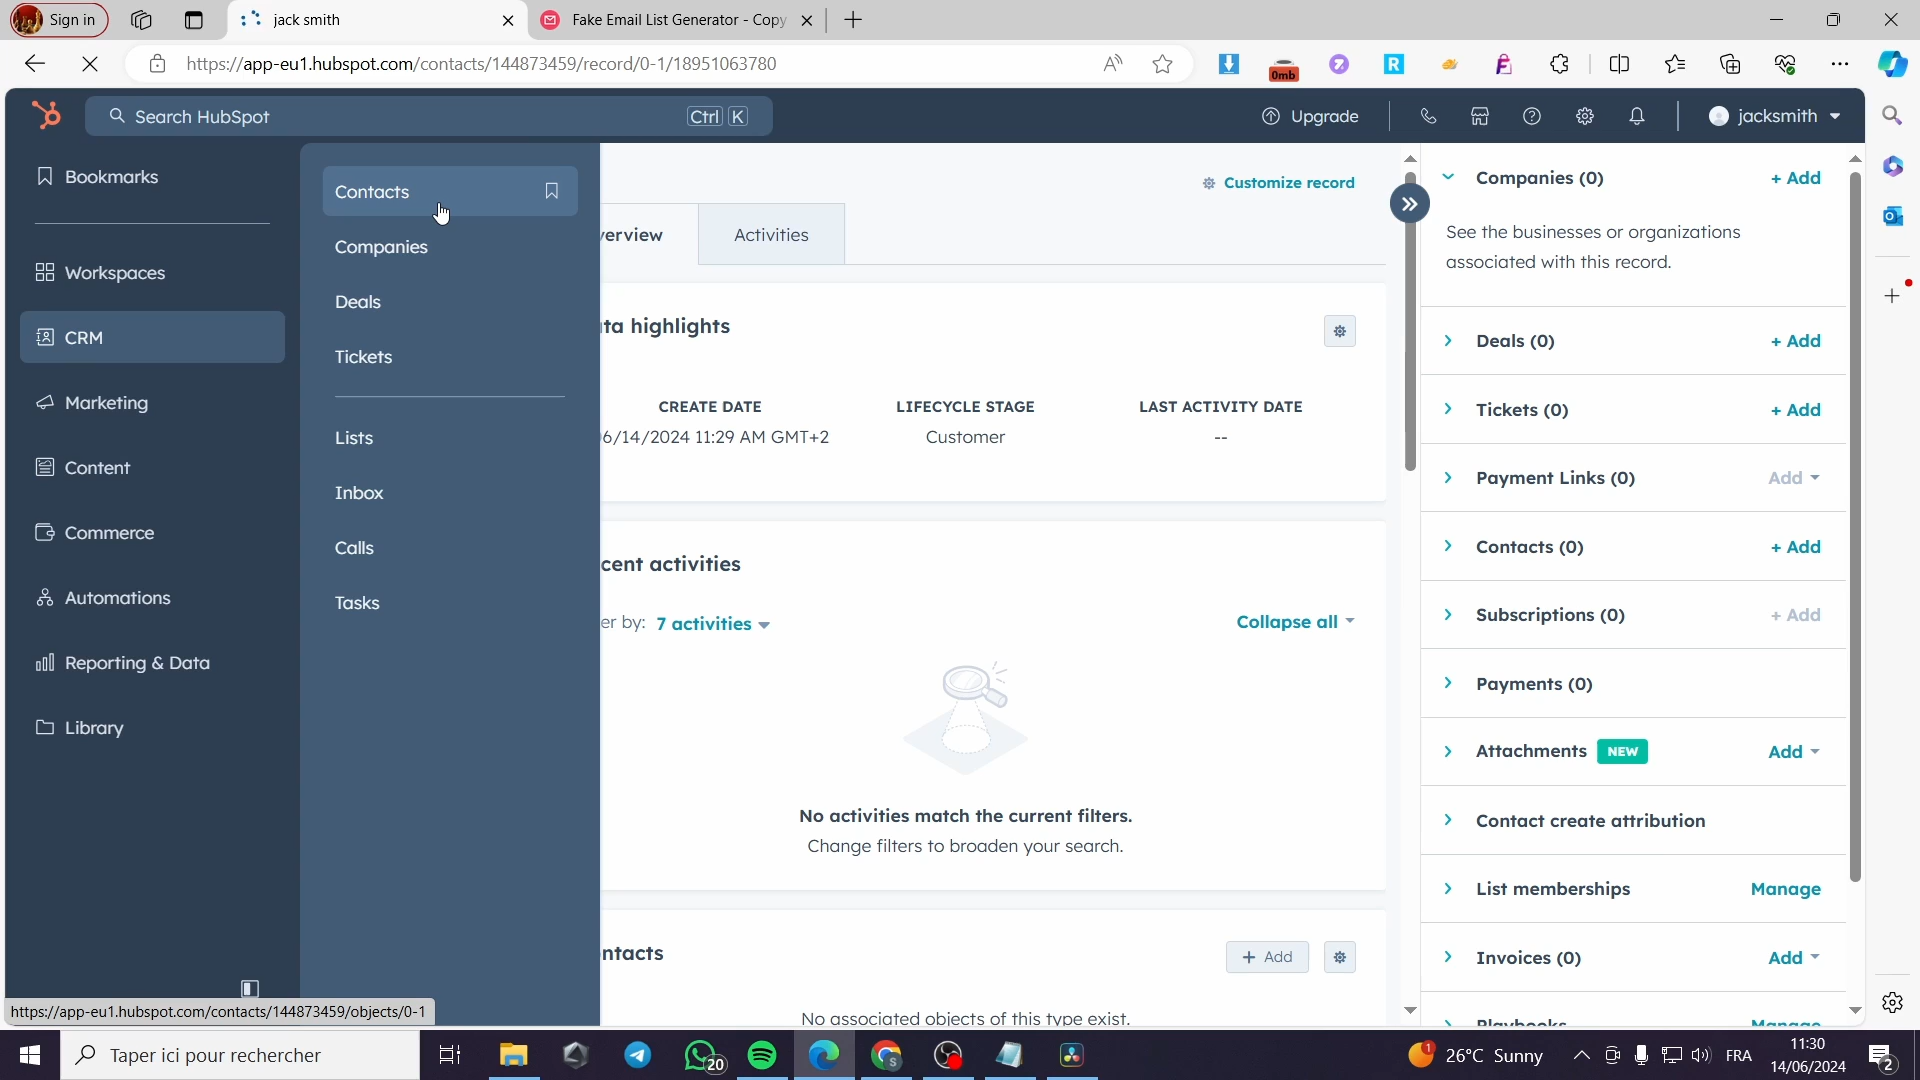 Sign in
jack smith
Fake Email List Generator - Copy
https://app-eu1.hubspot.com/contacts/144873459/record/0-1/18951063780
0mb
Search HubSpot
Ctrl K
Upgrade
jacksmith
Bookmarks
Workspaces
CRM
Marketing
Content
Commerce
Automations
Reporting & Data
Library
Contacts
Companies
Deals
Tickets
Lists
Inbox
Calls
Tasks
Customize record
verview
Activities
ta highlights
CREATE DATE
LIFECYCLE STAGE
LAST ACTIVITY DATE
6/14/2024 11:29 AM GMT+2
Customer
--
cent activities
er by: 7 activities
Collapse all
No activities match the current filters.
Change filters to broaden your search.
ntacts
+ Add
No associated objects of this type exist.
Companies (0)
+ Add
See the businesses or organizations
associated with this record.
Deals (0)
+ Add
Tickets (0)
+ Add
Payment Links (0)
Add
Contacts (0)
+ Add
Subscriptions (0)
+ Add
Payments (0)
Attachments NEW
Add
Contact create attribution
List memberships
Manage
Invoices (0)
Add
Playbooks
Manage
https://app-eu1.hubspot.com/contacts/144873459/objects/0-1
Taper ici pour rechercher
20
1
26°C Sunny
FRA
11:30
14/06/2024
2